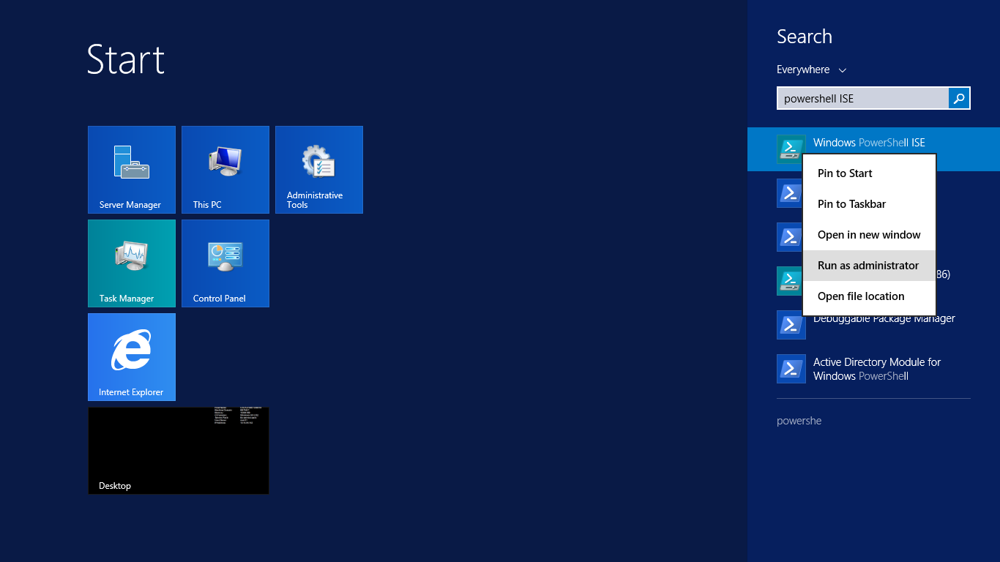 Start
Server Manager
This PC
Administrative
Tools
Task Manager
Control Panel
Internet Explorer
Desktop
Search
Everywhere
powershell ISE
Windows PowerShell ISE
Pin to Start
Pin to Taskbar
Open in new window
Run as administrator
86)
Open file location
Debuggable Package Manager
Active Directory Module for
Windows PowerShell
powershe